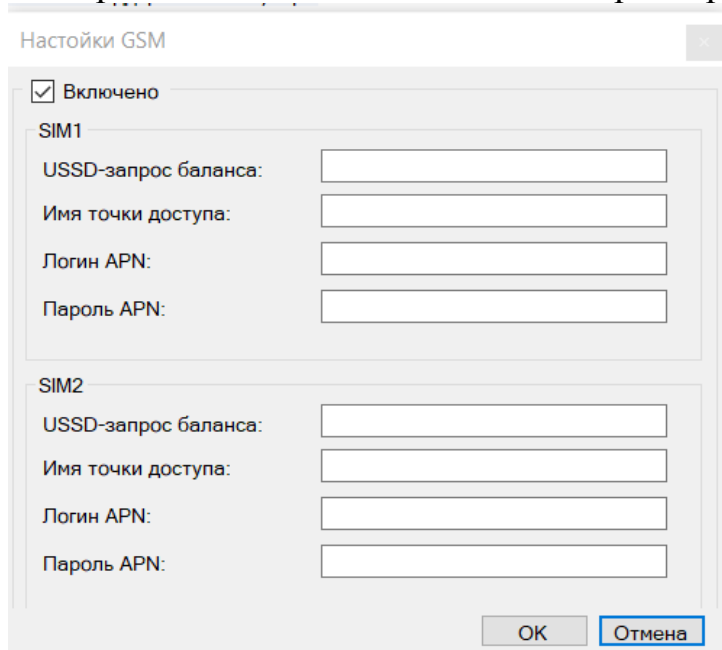 Настойки GSM
Включено
SIM1
USSD-запрос баланса:
Имя точки доступа:
Логин APN:
Пароль APN:
SIM2
USSD-запрос баланса:
Имя точки доступа:
Логин APN:
Пароль APN:
OK Отмена